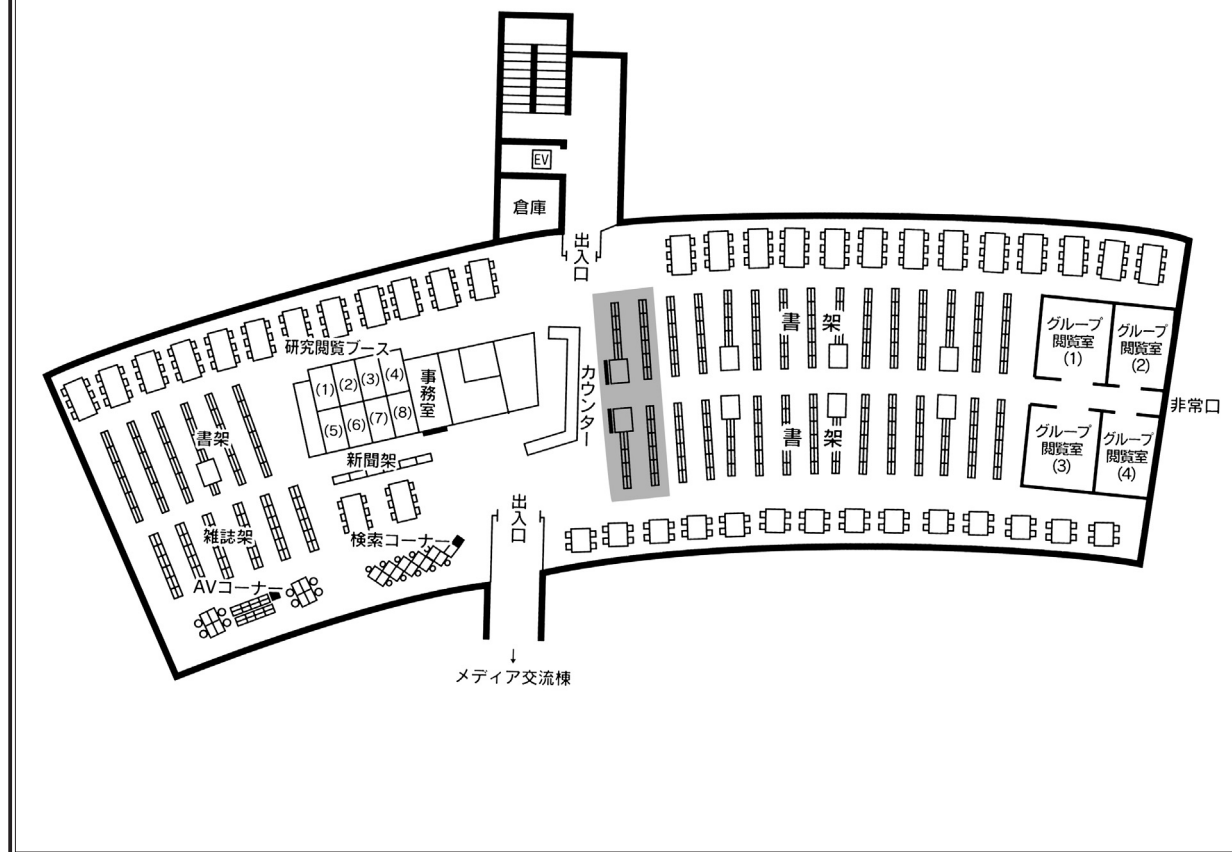 EV
倉庫
出入口
書架
グループ
閲覧室
(1)
グループ
閲覧室
(2)
研究閲覧ブース
(1)
(2)
(3)
(4)
(5)
(6)
(7)
(8)
事務室
カウンター
非常口
書架
グループ
閲覧室
(3)
グループ
閲覧室
(4)
書架
新聞架
出入口
雑誌架
検索コーナー
AVコーナー
↓
メディア交流棟